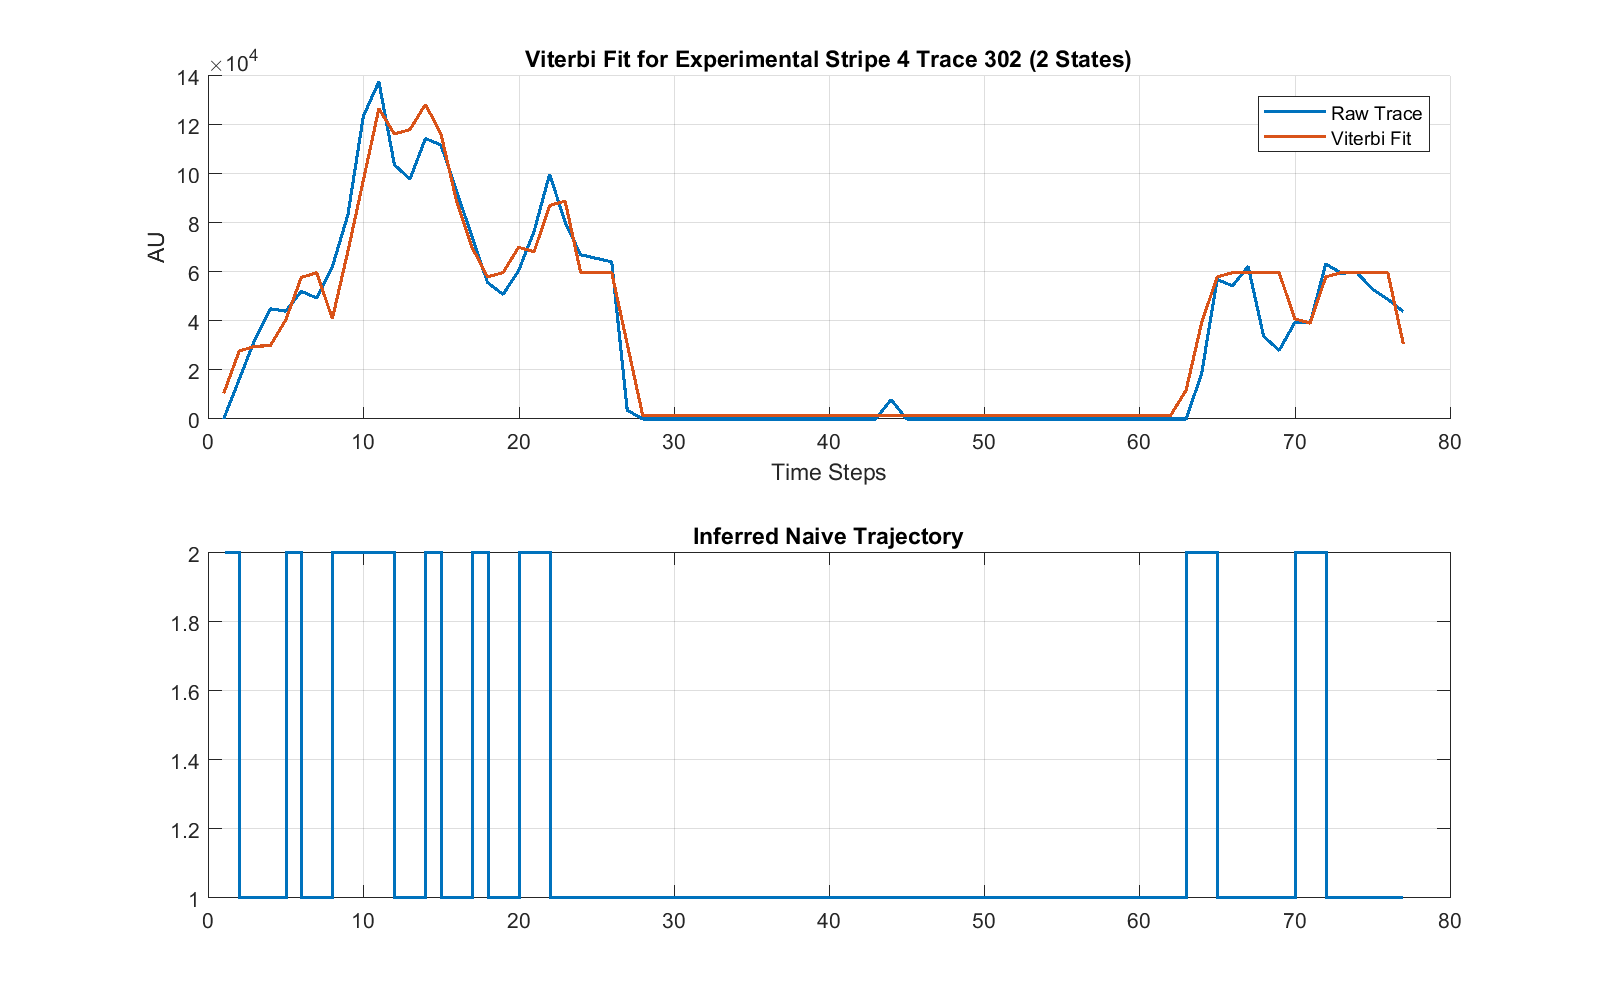 Viterbi Fit for Experimental Stripe 4 Trace 302 (2 States)
×10⁴
14
12
10
8
6
4
2
0
AU
Raw Trace
Viterbi Fit
0 10 20 30 40 50 60 70 80
Time Steps
Inferred Naive Trajectory
2
1.8
1.6
1.4
1.2
1
0 10 20 30 40 50 60 70 80